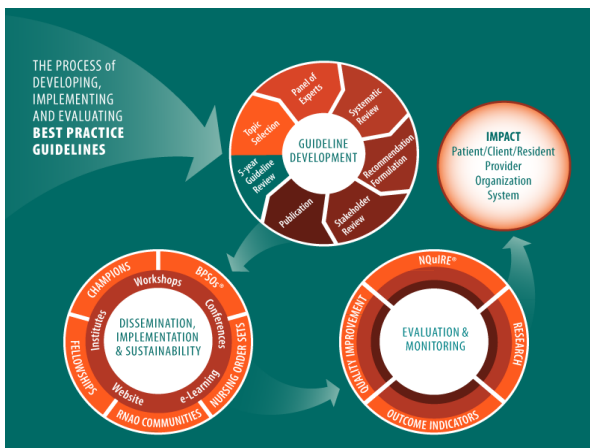 THE PROCESS of
DEVELOPING,
IMPLEMENTING
AND EVALUATING
BEST PRACTICE
GUIDELINES
GUIDELINE
DEVELOPMENT
Topic
Selection
Panel of
Experts
Systematic
Review
Recommendation
Formulation
Stakeholder
Review
Publication
5-year
Guideline
Review
IMPACT
Patient/Client/Resident
Provider
Organization
System
DISSEMINATION,
IMPLEMENTATION
& SUSTAINABILITY
Workshops
Conferences
e-Learning
Website
Institutes
CHAMPIONS
BPSOs®
NURSING ORDER SETS
RNAO COMMUNITIES
FELLOWSHIPS
EVALUATION &
MONITORING
NQuIRE®
RESEARCH
OUTCOME INDICATORS
QUALITY IMPROVEMENT